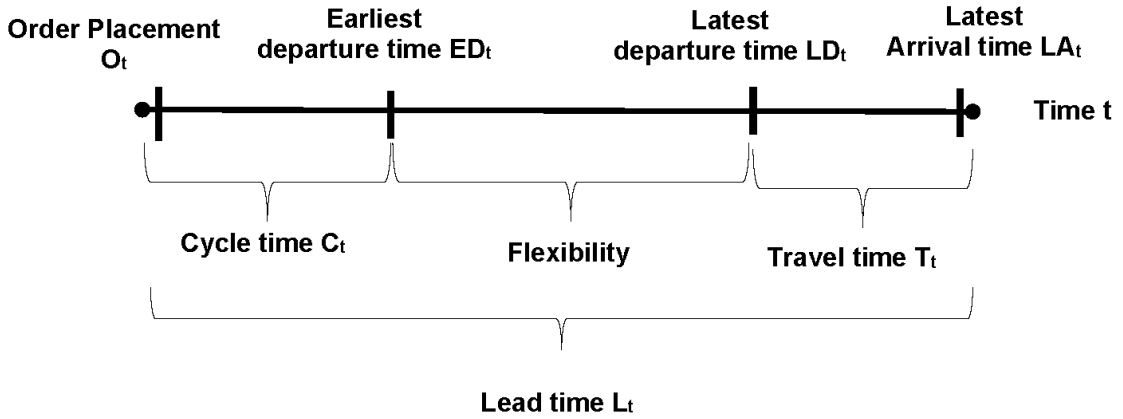 Order Placement
Ot
Earliest
departure time EDt
Latest
departure time LDt
Latest
Arrival time LAt
Time t
Cycle time Ct
Flexibility
Travel time Tt
Lead time Lt